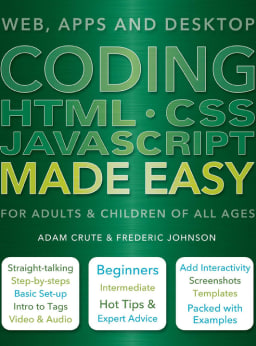 WEB, APPS AND DESKTOP
CODING
HTML · CSS
JAVASCRIPT
MADE EASY
FOR ADULTS & CHILDREN OF ALL AGES
ADAM CRUTE & FREDERIC JOHNSON
Straight-talking
Step-by-steps
Basic Set-up
Intro to Tags
Video & Audio
Beginners
Intermediate
Hot Tips &
Expert Advice
Add Interactivity
Screenshots
Templates
Packed with
Examples